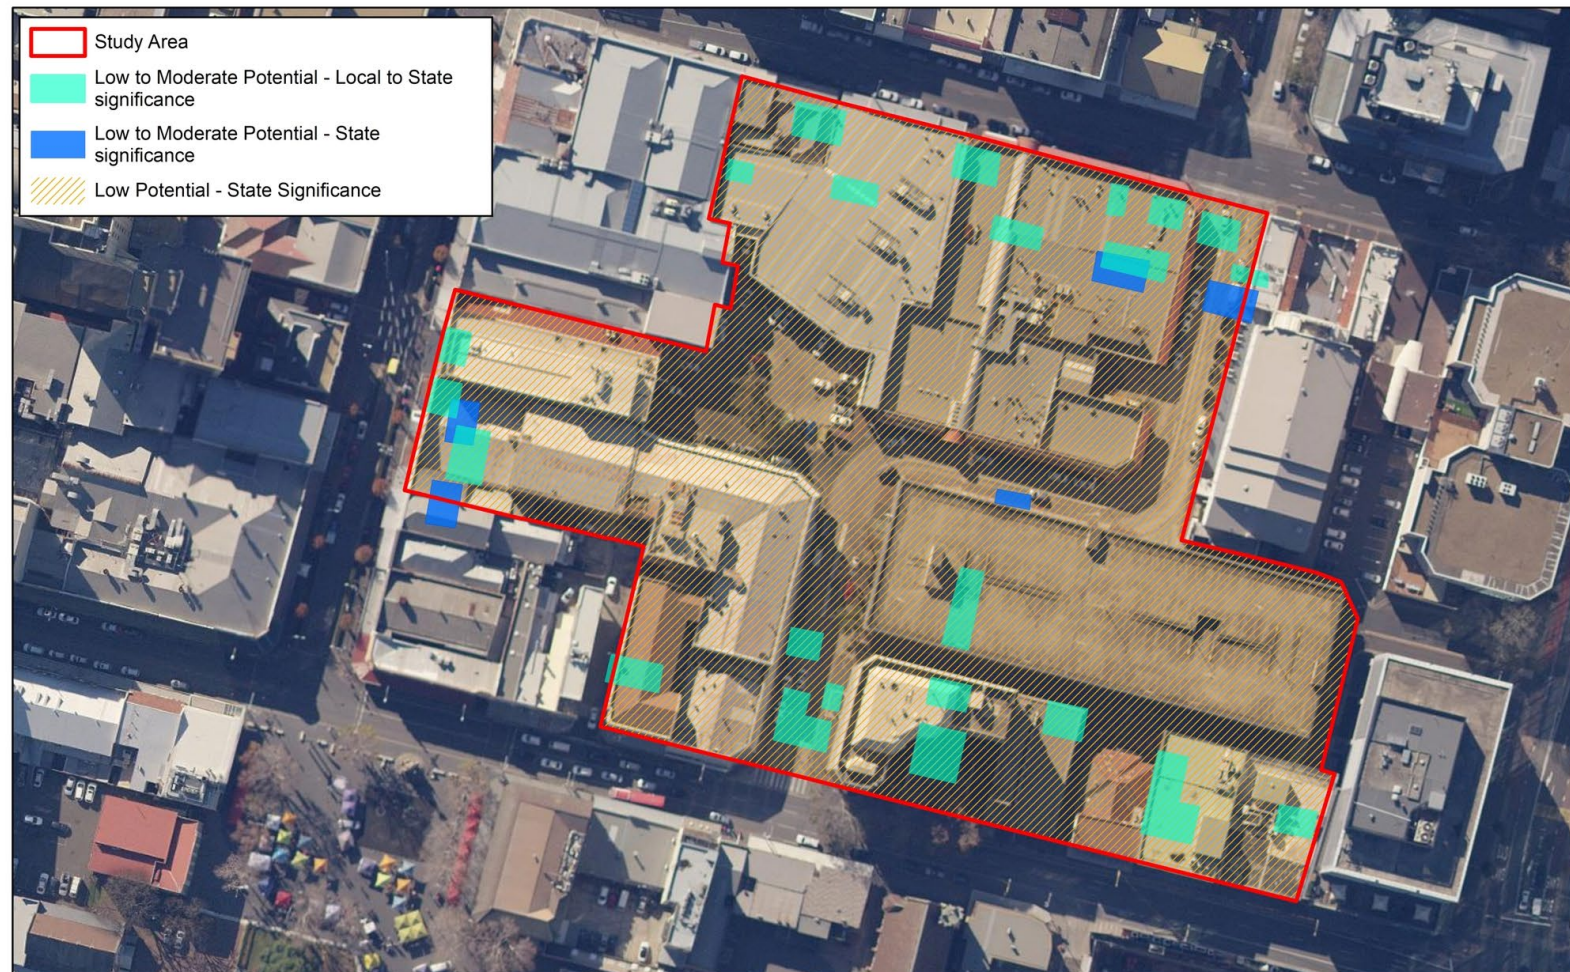 Study Area
Low to Moderate Potential - Local to State
significance
Low to Moderate Potential - State
significance
Low Potential - State Significance